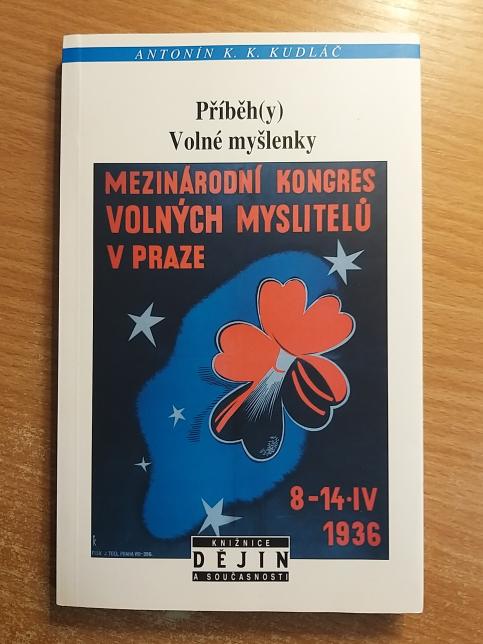 ANTONÍN K. K. KUDLÁČ
Příběh(y)
Volné myšlenky
MEZINÁRODNÍ KONGRES
VOLNÝCH MYSLITELŮ
V PRAZE
8-14·IV
1936
KNIŽNICE
DĚJIN
A SOUČASNOSTI